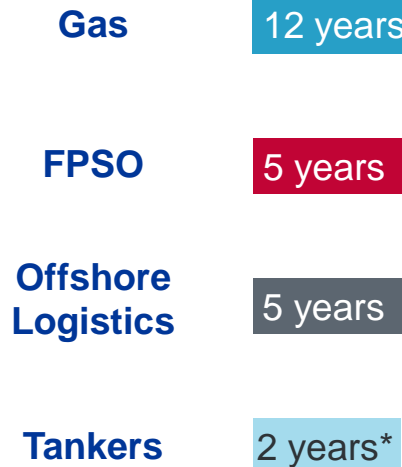 Gas
12 years
FPSO
5 years
Offshore
Logistics
5 years
Tankers
2 years*